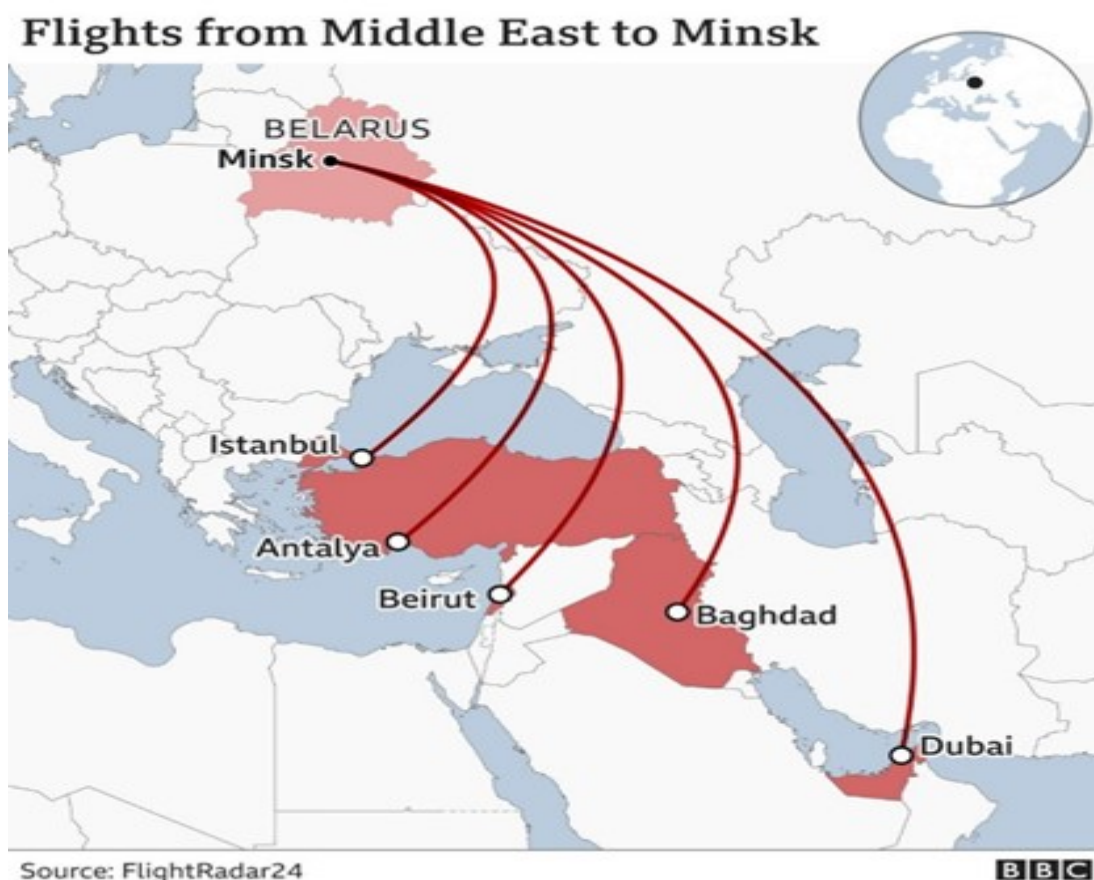 Flights from Middle East to Minsk
BELARUS
Minsk
Istanbul
Antalya
Beirut
Baghdad
Dubai
Source: FlightRadar24
BBC